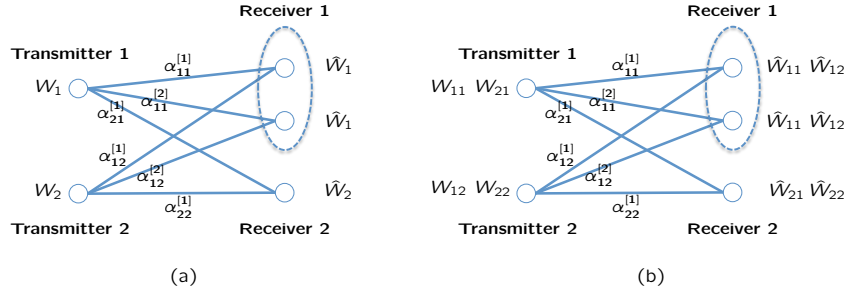 Receiver 1
Transmitter 1
W₁
α₁₁^[1]
Ŵ₁
α₁₁^[2]
α₂₁^[1]
Ŵ₁
α₁₂^[1]
α₁₂^[2]
W₂
α₂₂^[1]
Ŵ₂
Transmitter 2 Receiver 2
(a)
Receiver 1
Transmitter 1
W₁₁ W₂₁
α₁₁^[1]
Ŵ₁₁ Ŵ₁₂
α₁₁^[2]
α₂₁^[1]
Ŵ₁₁ Ŵ₁₂
α₁₂^[1]
α₁₂^[2]
W₁₂ W₂₂
α₂₂^[1]
Ŵ₂₁ Ŵ₂₂
Transmitter 2 Receiver 2
(b)